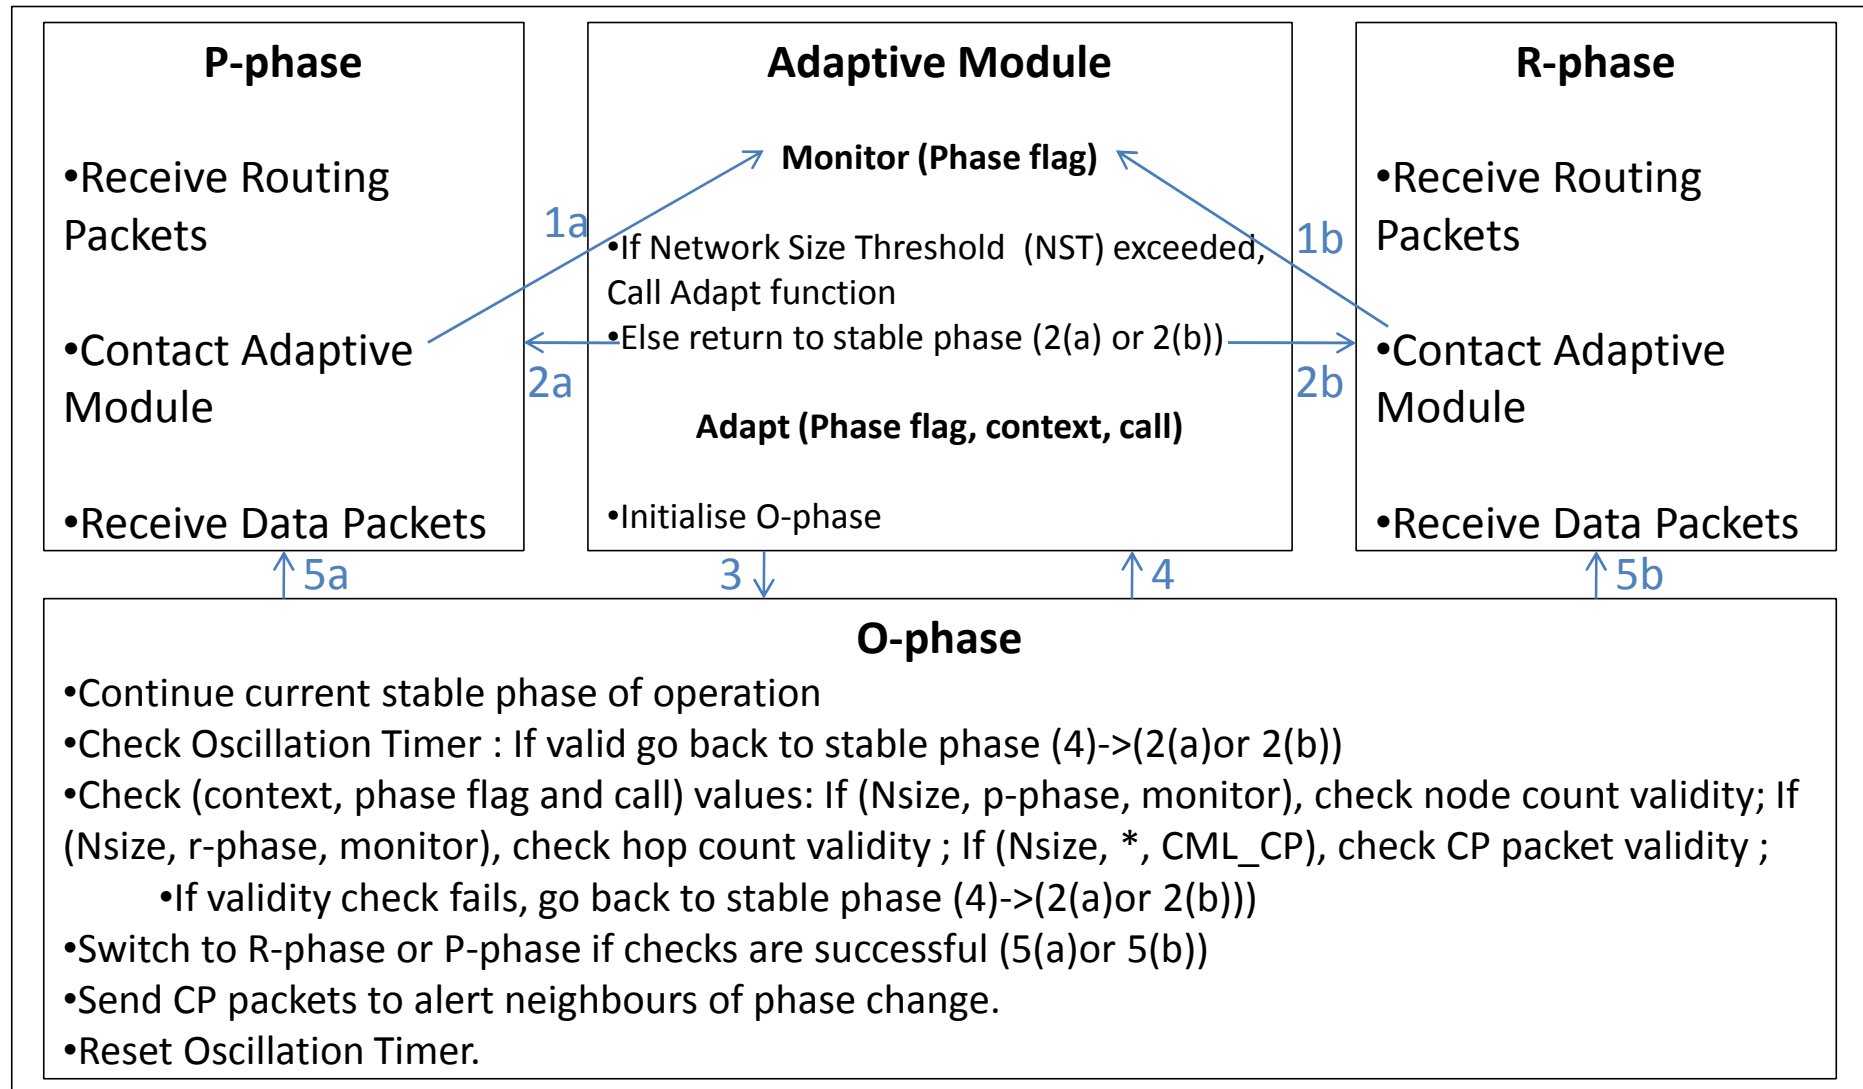 P-phase
•Receive Routing
Packets
•Contact Adaptive
Module
•Receive Data Packets
1a
2a
Adaptive Module
Monitor (Phase flag)
•If Network Size Threshold  (NST) exceeded,
Call Adapt function
•Else return to stable phase (2(a) or 2(b))
Adapt (Phase flag, context, call)
•Initialise O-phase
1b
2b
R-phase
•Receive Routing
Packets
•Contact Adaptive
Module
•Receive Data Packets
5a
3
4
5b
O-phase
•Continue current stable phase of operation
•Check Oscillation Timer : If valid go back to stable phase (4)->(2(a)or 2(b))
•Check (context, phase flag and call) values: If (Nsize, p-phase, monitor), check node count validity; If
(Nsize, r-phase, monitor), check hop count validity ; If (Nsize, *, CML_CP), check CP packet validity ;
•If validity check fails, go back to stable phase (4)->(2(a)or 2(b)))
•Switch to R-phase or P-phase if checks are successful (5(a)or 5(b))
•Send CP packets to alert neighbours of phase change.
•Reset Oscillation Timer.